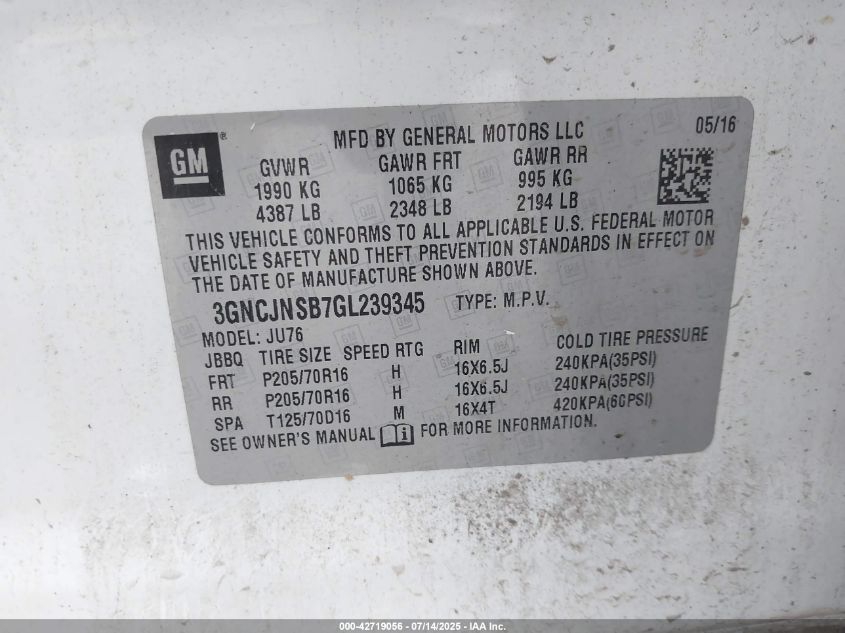 GM ®
MFD BY GENERAL MOTORS LLC 05/16
GVWR GAWR FRT GAWR RR
1990 KG 1065 KG 995 KG
4387 LB 2348 LB 2194 LB
THIS VEHICLE CONFORMS TO ALL APPLICABLE U.S. FEDERAL MOTOR
VEHICLE SAFETY AND THEFT PREVENTION STANDARDS IN EFFECT ON
THE DATE OF MANUFACTURE SHOWN ABOVE.
3GNCJNSB7GL239345 TYPE: M.P.V.
MODEL: JU76
JBBQ TIRE SIZE SPEED RTG RIM COLD TIRE PRESSURE
FRT P205/70R16 H 16X6.5J 240KPA(35PSI)
RR P205/70R16 H 16X6.5J 240KPA(35PSI)
SPA T125/70D16 M 16X4T 420KPA(60PSI)
SEE OWNER'S MANUAL i FOR MORE INFORMATION.
000-42719056 - 07/14/2025 - IAA Inc.